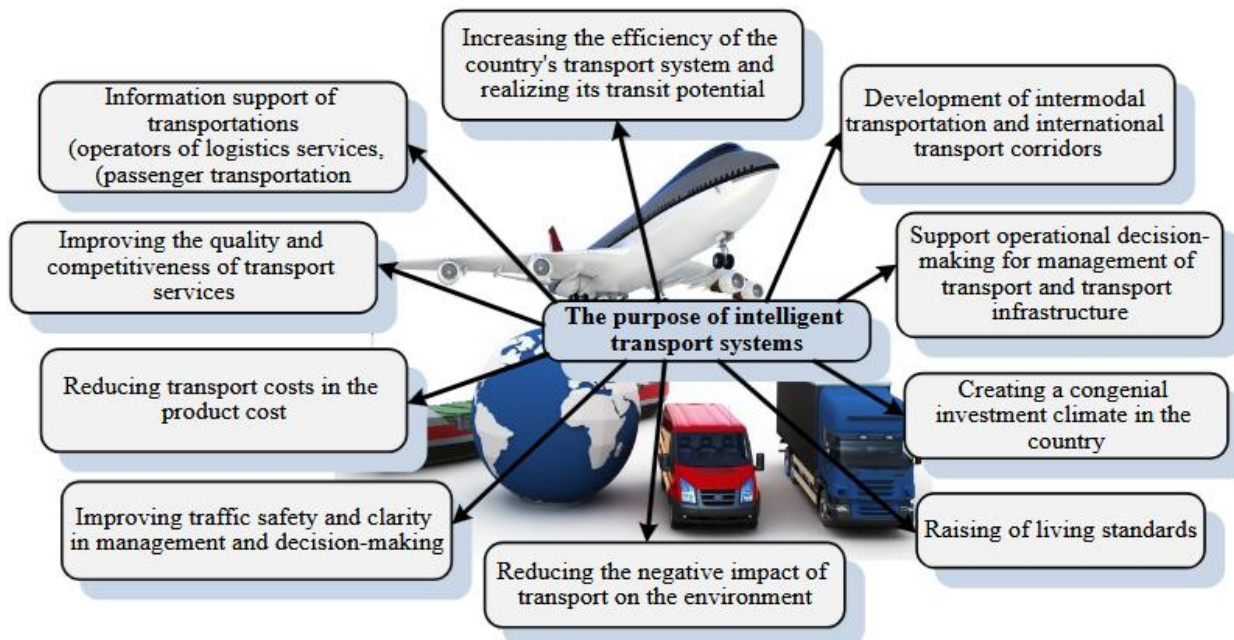 Increasing the efficiency of the
country's transport system and
realizing its transit potential
Information support of
transportations
(operators of logistics services,
(passenger transportation
Development of intermodal
transportation and international
transport corridors
Improving the quality and
competitiveness of transport
services
Support operational decision-
making for management of
transport and transport
infrastructure
The purpose of intelligent
transport systems
Reducing transport costs in the
product cost
Creating a congenial
investment climate in the
country
Improving traffic safety and clarity
in management and decision-making
Raising of living standards
Reducing the negative impact of
transport on the environment